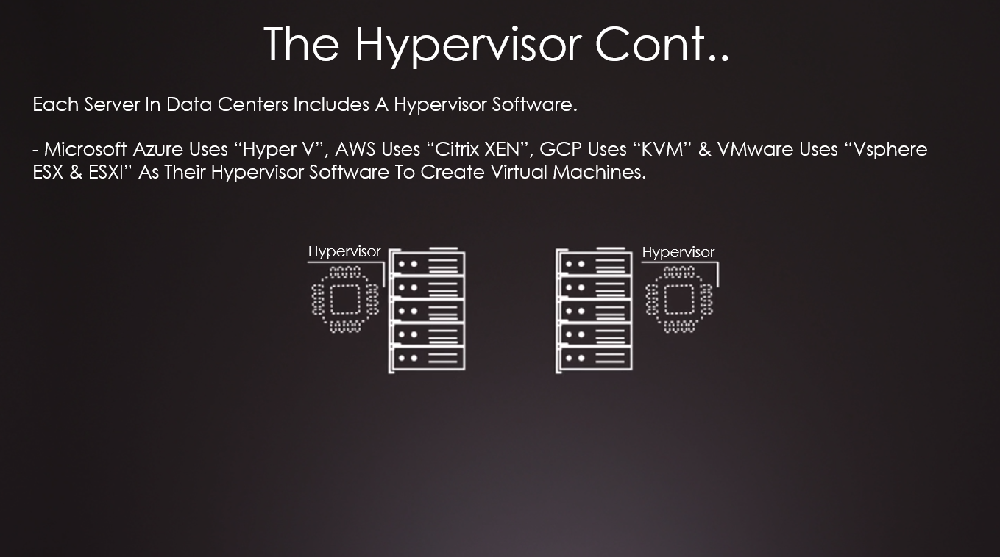 The Hypervisor Cont..
Each Server In Data Centers Includes A Hypervisor Software.
- Microsoft Azure Uses “Hyper V”, AWS Uses “Citrix XEN”, GCP Uses “KVM” & VMware Uses “Vsphere
ESX & ESXI” As Their Hypervisor Software To Create Virtual Machines.
Hypervisor
Hypervisor